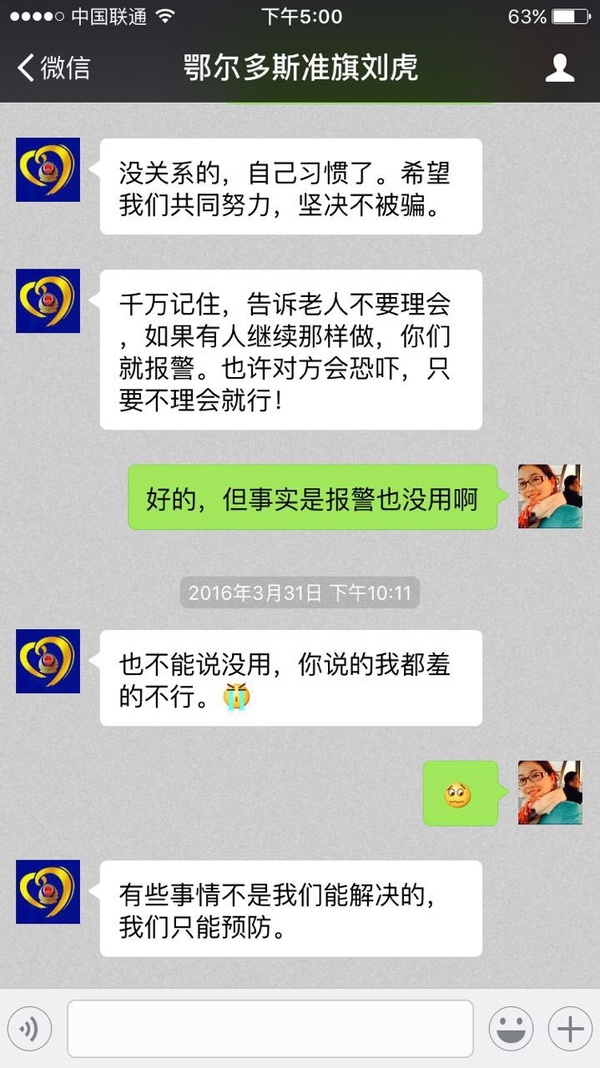 中国联通
下午5:00
63%
微信
鄂尔多斯准旗刘虎
没关系的，自己习惯了。希望
我们共同努力，坚决不被骗。
千万记住，告诉老人不要理会
，如果有人继续那样做，你们
就报警。也许对方会恐吓，只
要不理会就行！
好的，但事实是报警也没用啊
2016年3月31日 下午10:11
也不能说没用，你说的我都羞
的不行。😭
😖
有些事情不是我们能解决的，
我们只能预防。